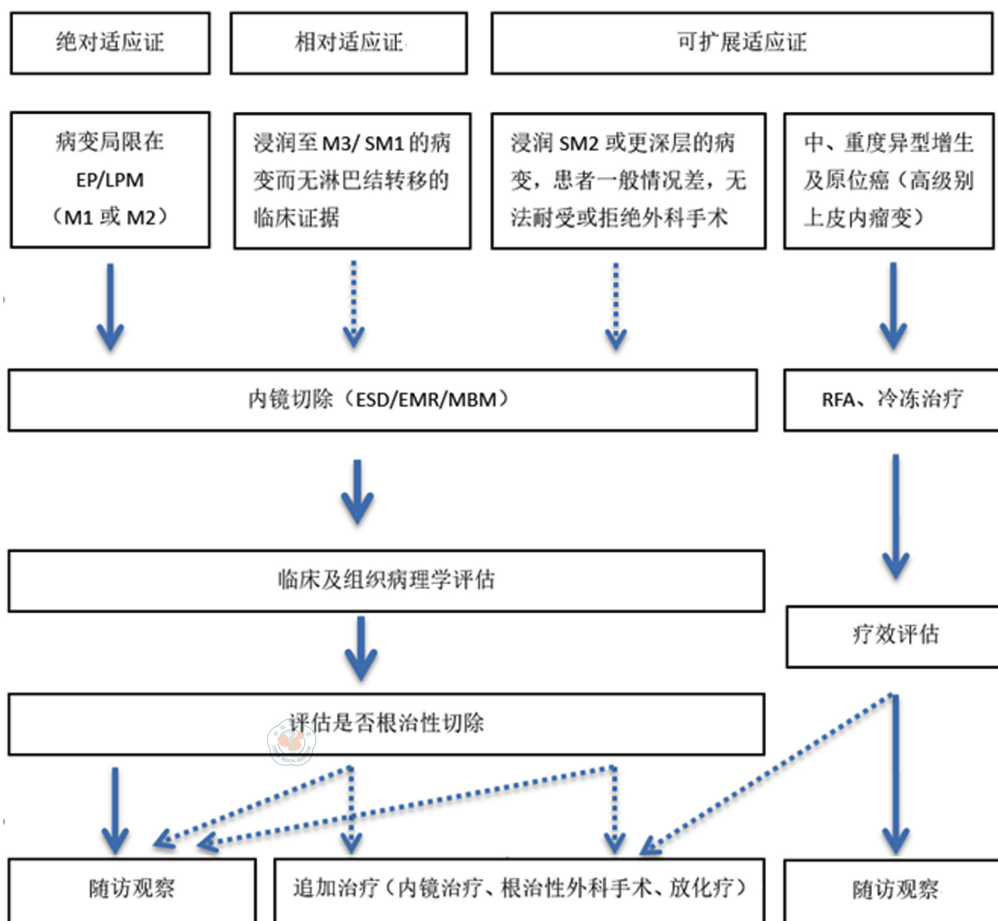 绝对适应证
相对适应证
可扩展适应证
病变局限在
EP/LPM
（M1 或 M2）
浸润至 M3/ SM1 的病
变而无淋巴结转移的
临床证据
浸润 SM2 或更深层的病
变，患者一般情况差，无
法耐受或拒绝外科手术
中、重度异型增生
及原位癌（高级别
上皮内瘤变）
内镜切除（ESD/EMR/MBM）
RFA、冷冻治疗
临床及组织病理学评估
疗效评估
评估是否根治性切除
随访观察
追加治疗（内镜治疗、根治性外科手术、放化疗）
随访观察